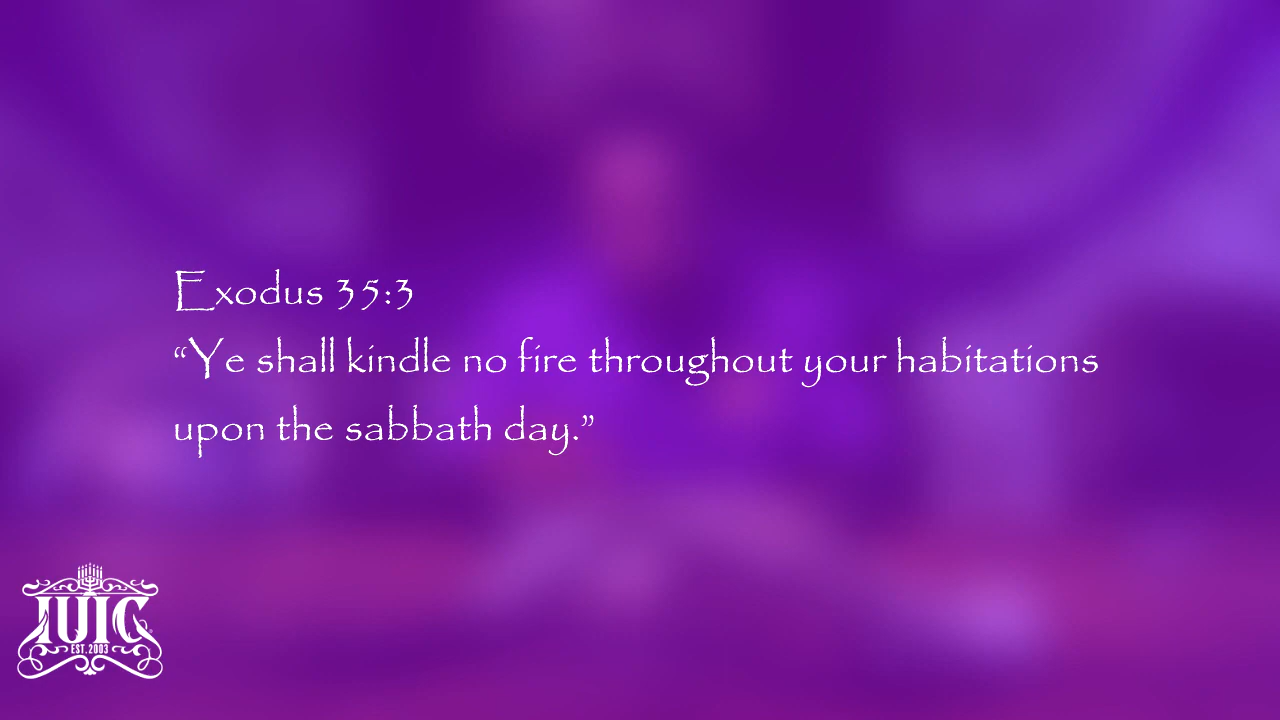 Exodus 35:3
“Ye shall kindle no fire throughout your habitations
upon the sabbath day.”
IUIC
EST. 2003